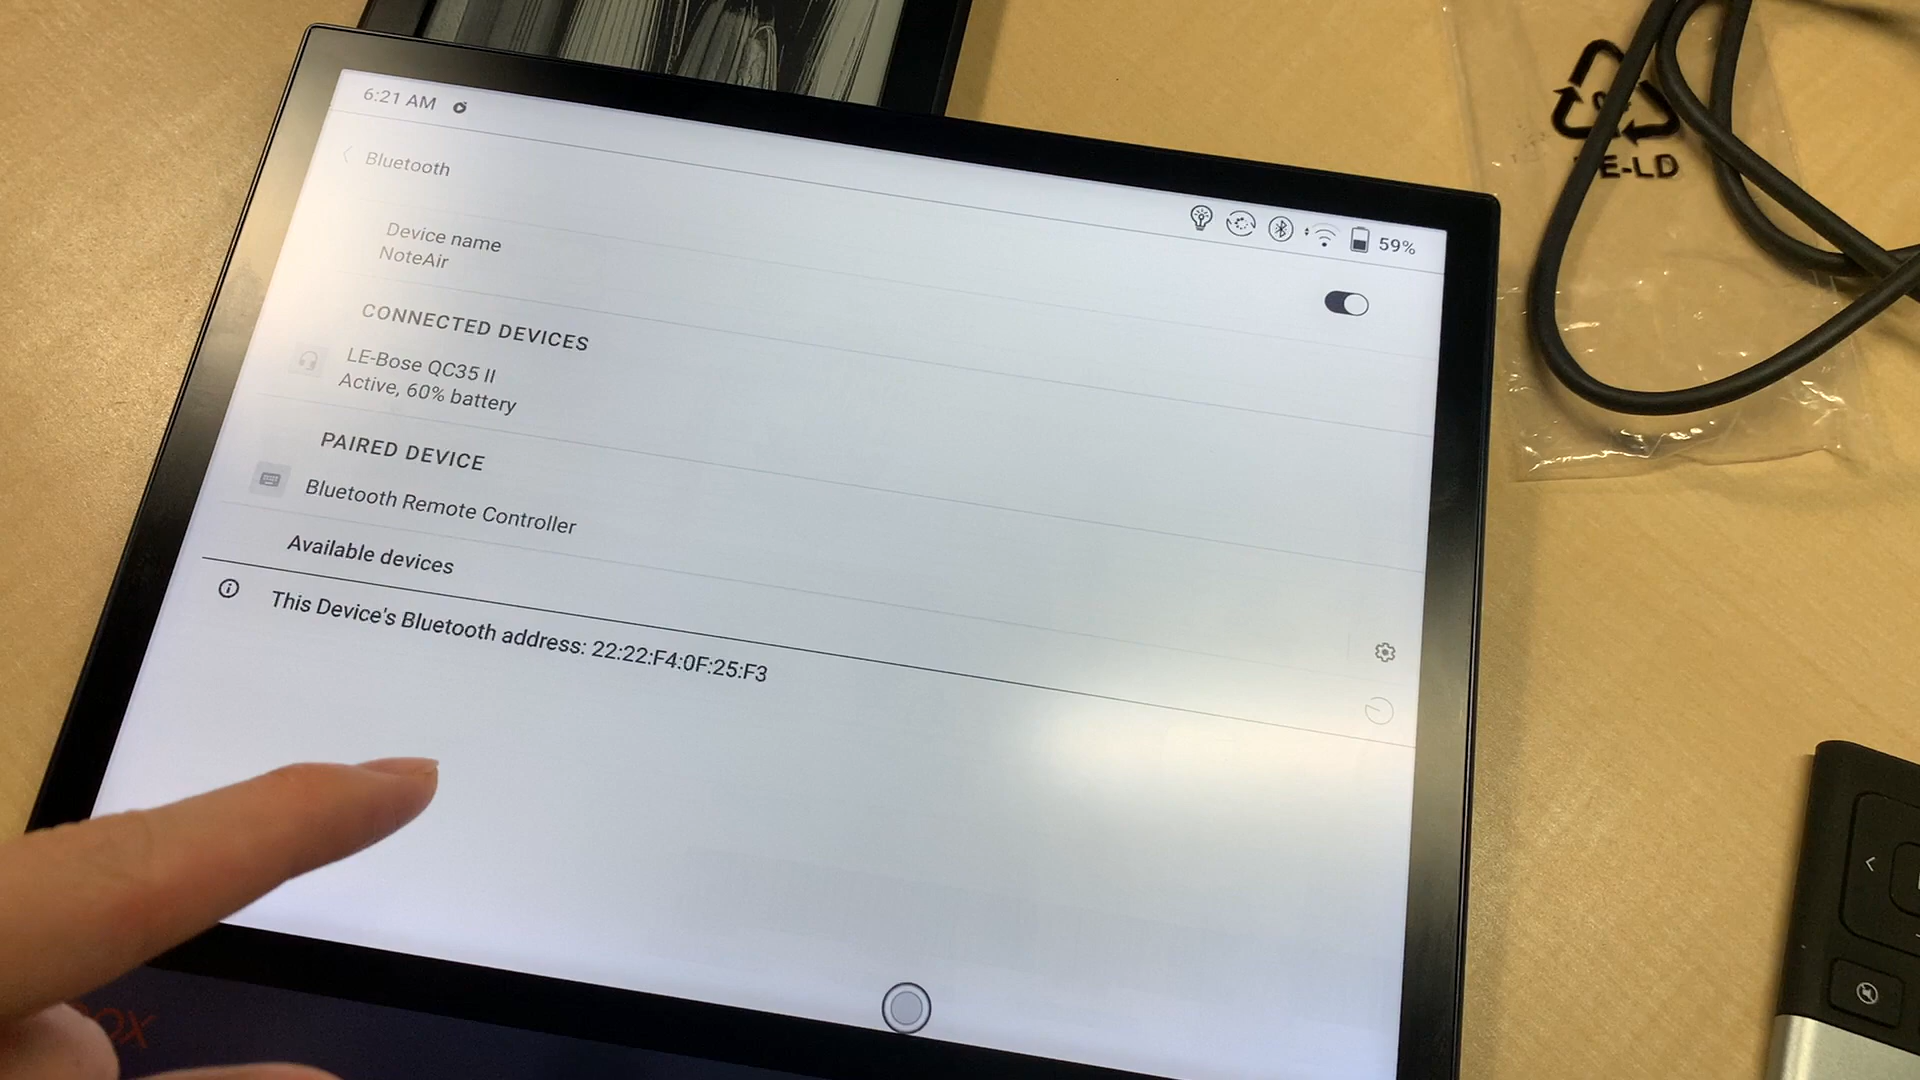 6:21 AM
59%
Bluetooth
Device name
NoteAir
CONNECTED DEVICES
LE-Bose QC35 II
Active, 60% battery
PAIRED DEVICE
Bluetooth Remote Controller
Available devices
This Device's Bluetooth address: 22:22:F4:0F:25:F3